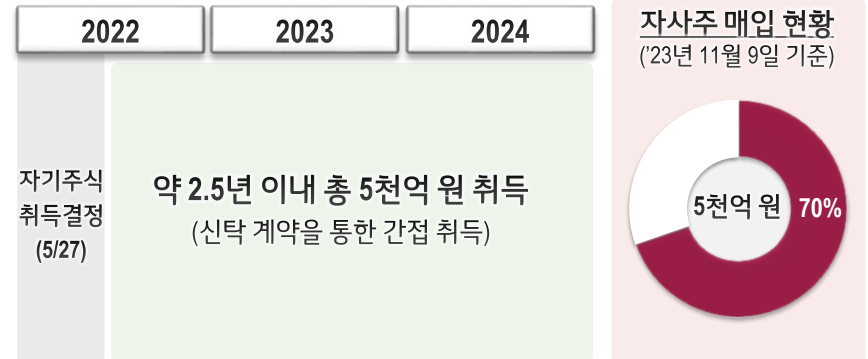 2022
2023
2024
자기주식
취득결정
(5/27)
약 2.5년 이내 총 5천억 원 취득
(신탁 계약을 통한 간접 취득)
자사주 매입 현황
('23년 11월 9일 기준)
5천억 원
70%